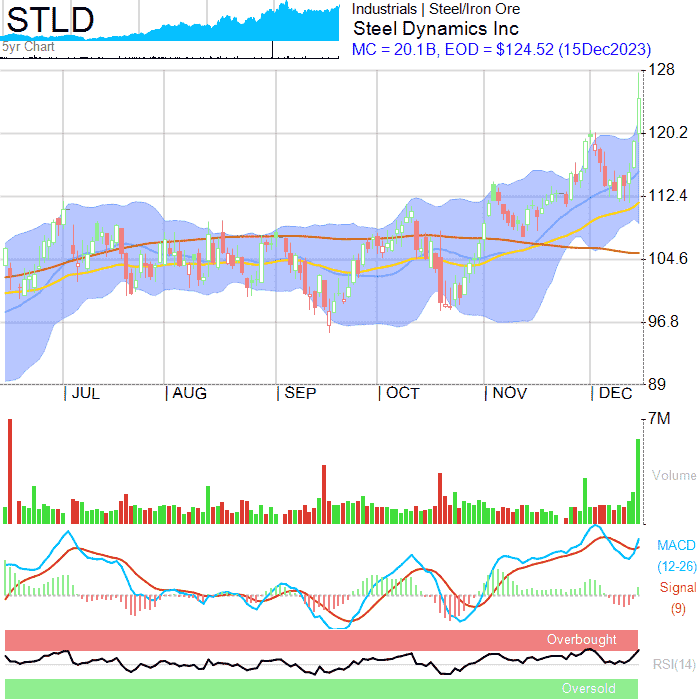 STLD
5yr Chart
Industrials | Steel/Iron Ore
Steel Dynamics Inc
MC = 20.1B, EOD = $124.52 (15Dec2023)
128
120.2
112.4
104.6
96.8
89
JUL
AUG
SEP
OCT
NOV
DEC
7M
Volume
MACD
(12-26)
Signal
(9)
Overbought
RSI(14)
Oversold